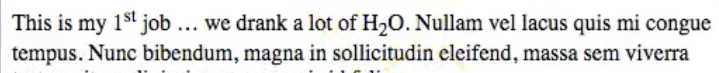 This is my 1st job … we drank a lot of H2O. Nullam vel lacus quis mi congue
tempus. Nunc bibendum, magna in sollicitudin eleifend, massa sem viverra